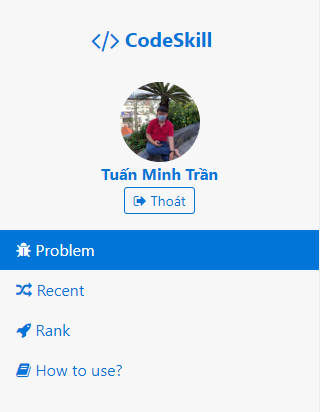 </> CodeSkill
Tuấn Minh Trần
Thoát
Problem
Recent
Rank
How to use?